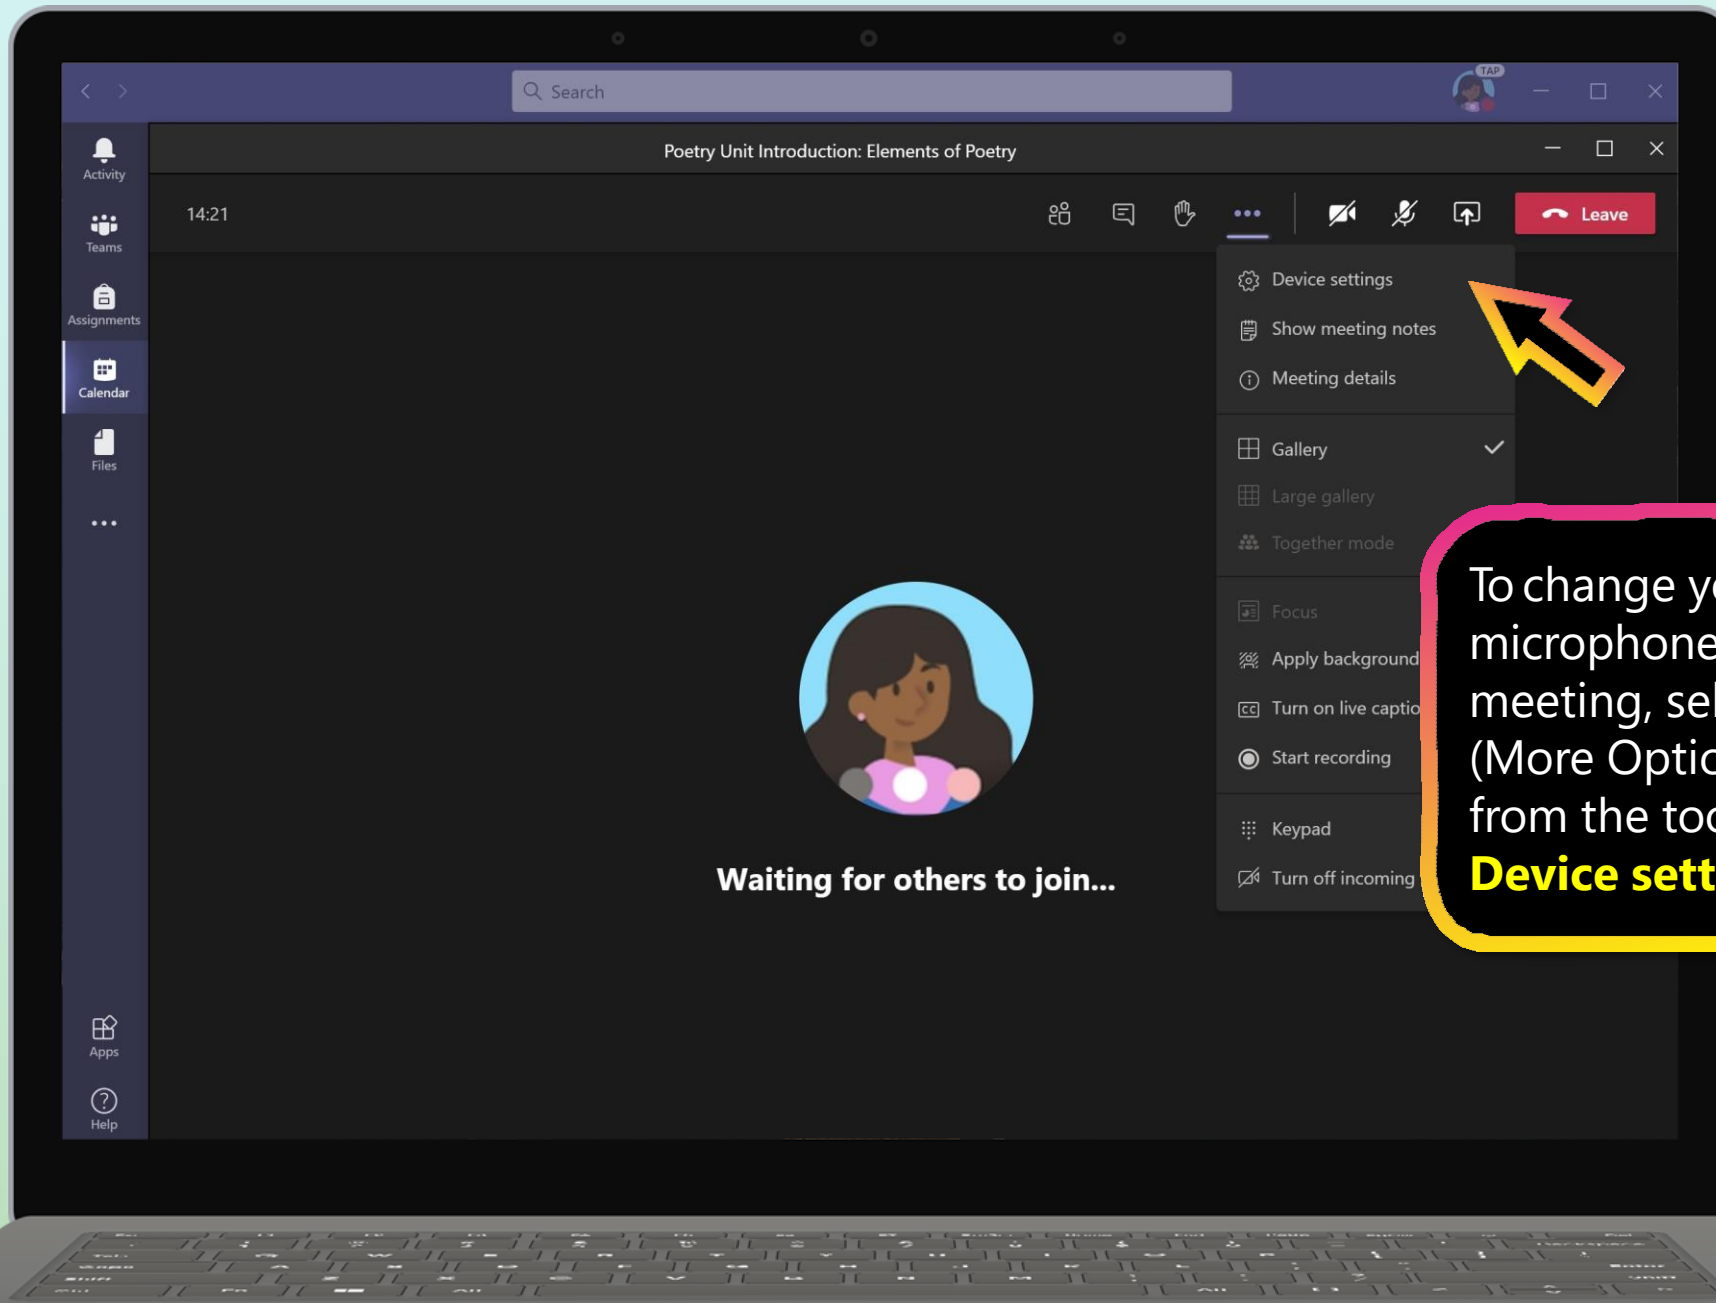 Search
TAP
Activity
Poetry Unit Introduction: Elements of Poetry
14:21
Leave
Teams
Assignments
Calendar
Files
Device settings
Show meeting notes
Meeting details
Gallery
Large gallery
Together mode
Focus
Apply background
Turn on live captio
Start recording
Keypad
Turn off incoming
To change yo
microphone
meeting, sel
(More Optio
from the too
Device sett
Waiting for others to join...
Apps
Help